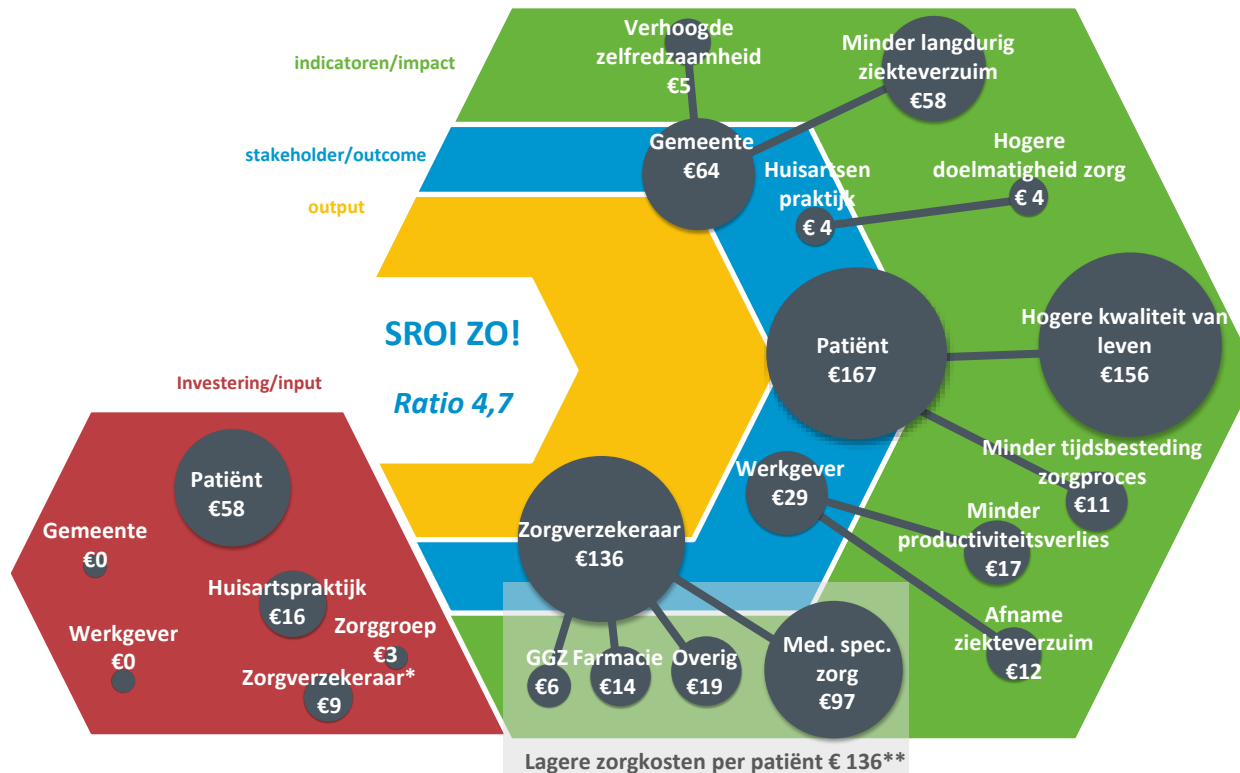 indicatoren/impact
stakeholder/outcome
output
Verhoogde
zelfredzaamheid
€5
Minder langdurig
ziekteverzuim
€58
Gemeente
€64
Huisartsen
praktijk
€ 4
Hogere
doelmatigheid zorg
€ 4
SROI ZO!
Ratio 4,7
Patiënt
€167
Hogere kwaliteit van
leven
€156
Minder tijdsbesteding
zorgproces
€11
Werkgever
€29
Minder
productiviteitsverlies
€17
Afname
ziekteverzuim
€12
Zorgverzekeraar
€136
GGZ
€6
Farmacie
€14
Overig
€19
Med. spec.
zorg
€97
Lagere zorgkosten per patiënt € 136**
Investering/input
Patiënt
€58
Gemeente
€0
Huisartspraktijk
€16
Werkgever
€0
Zorggroep
€3
Zorgverzekeraar*
€9